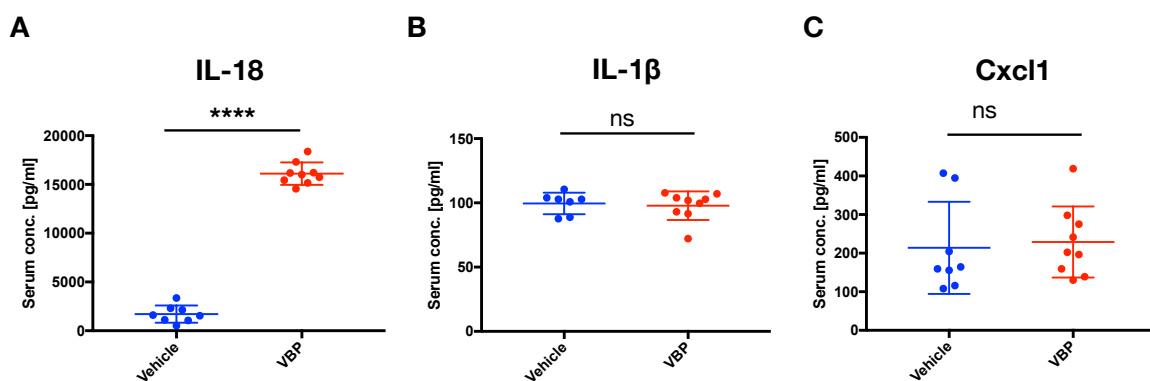 A
IL-18
****
Serum conc. [pg/ml]
20000
15000
10000
5000
0
Vehicle
VBP
B
IL-1β
ns
Serum conc. [pg/ml]
150
100
50
0
Vehicle
VBP
C
Cxcl1
ns
Serum conc. [pg/ml]
500
400
300
200
100
0
Vehicle
VBP